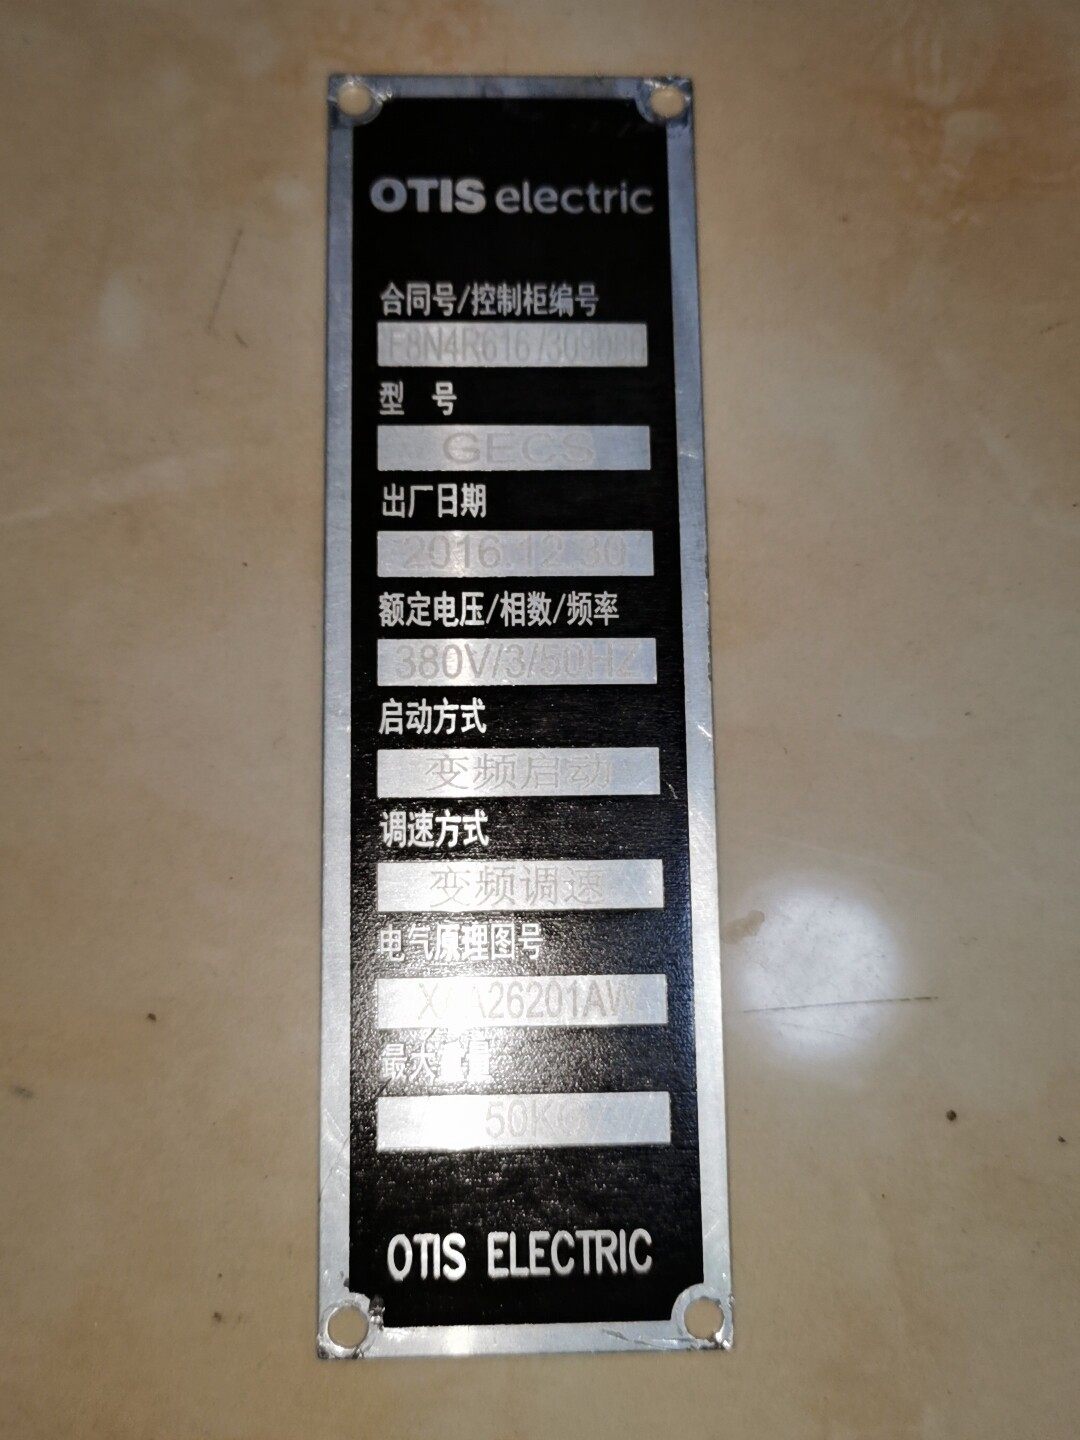 OTIS electric
合同号/控制柜编号
F8N4R616
型 号
GECS
出厂日期
2016.12.30
额定电压/相数/频率
380V/3/50HZ
启动方式
变频启动
调速方式
变频调速
电气原理图号
最大重量
50KG
OTIS ELECTRIC